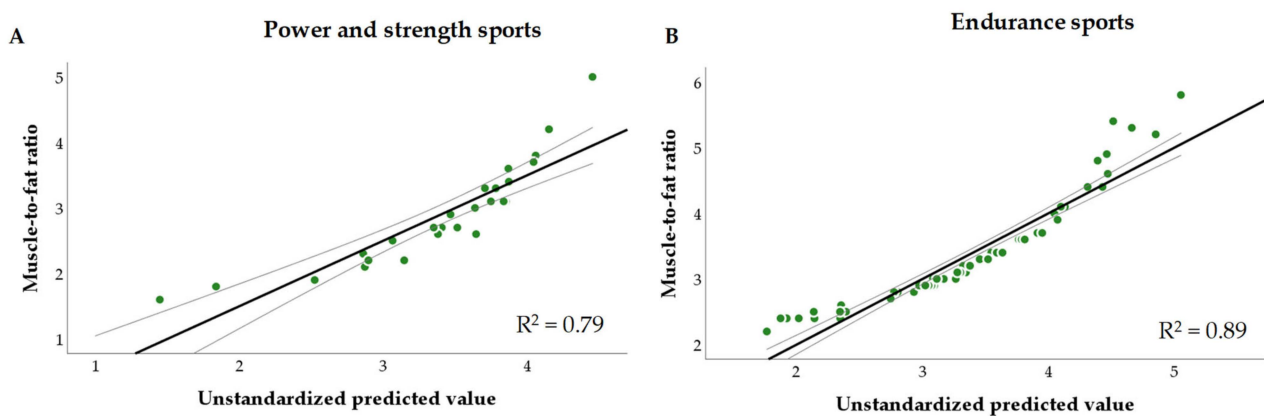 A
Power and strength sports
Muscle-to-fat ratio
5
4
3
2
1
R² = 0.79
1 2 3 4
Unstandardized predicted value
B
Endurance sports
Muscle-to-fat ratio
6
5
4
3
2
R² = 0.89
2 3 4 5
Unstandardized predicted value